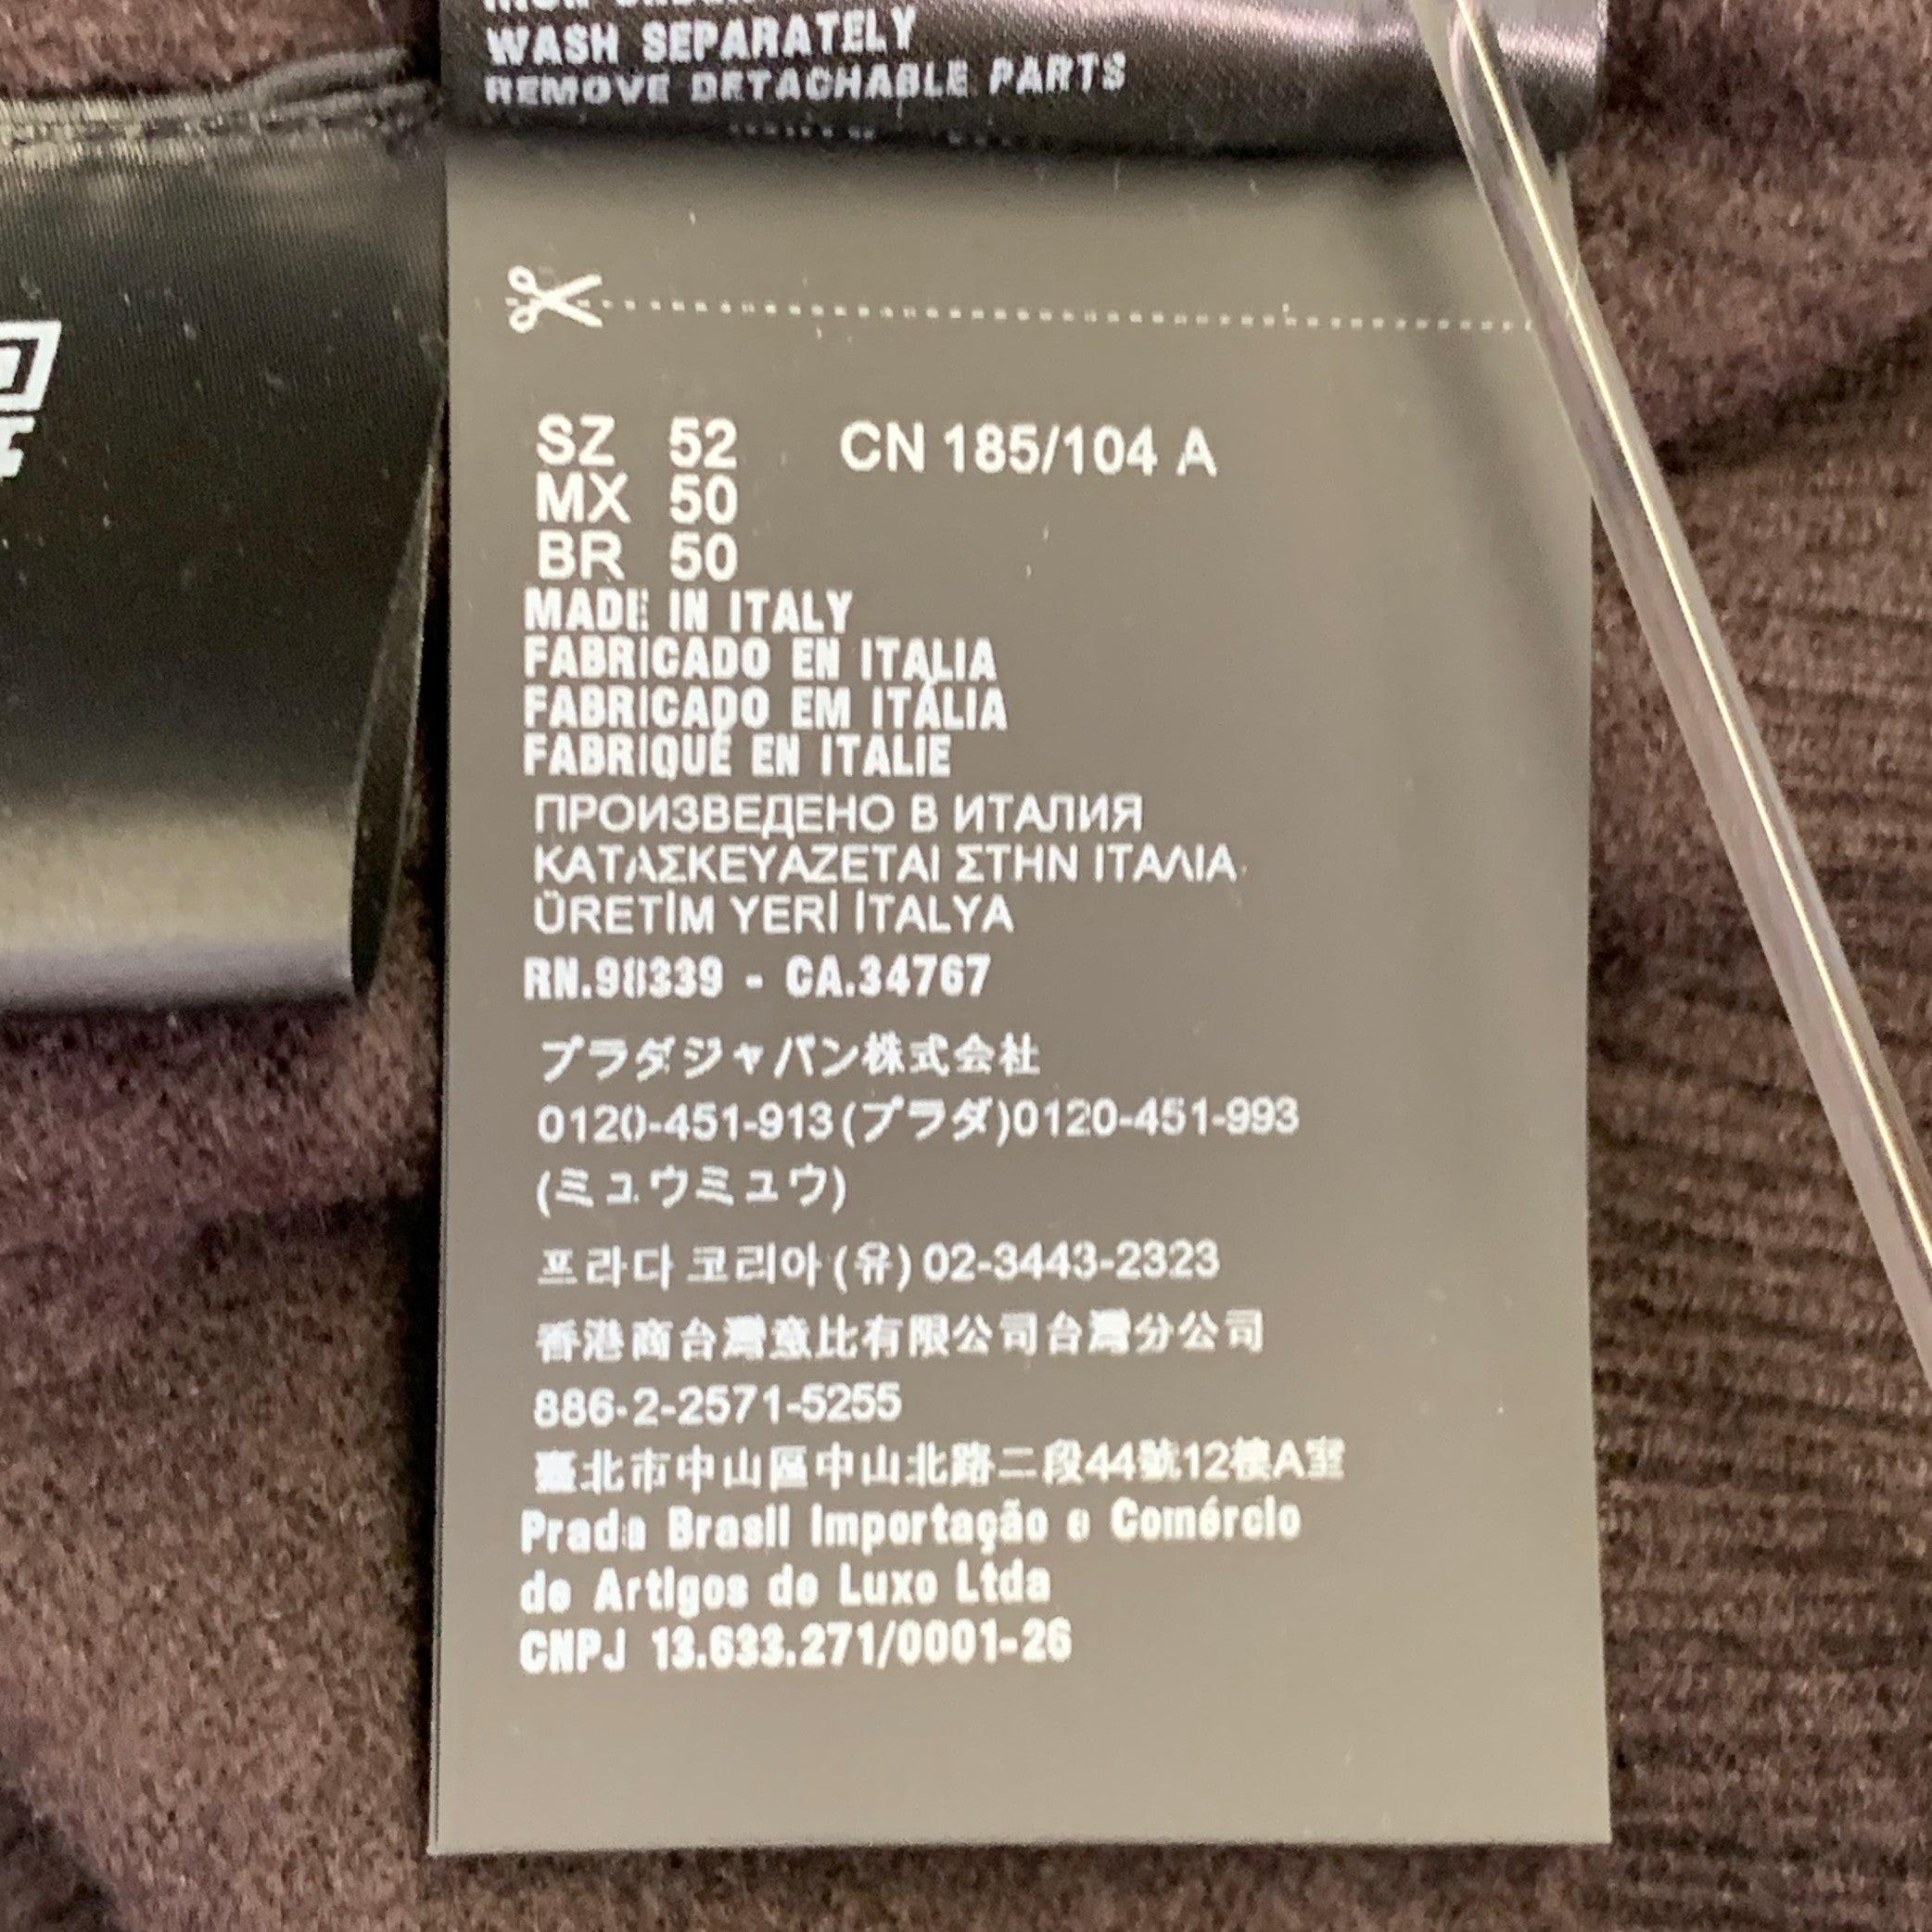 WASH SEPARATELY
REMOVE DETACHABLE PARTS
SZ 52 CN 185/104 A
MX 50
BR 50
MADE IN ITALY
FABRICADO EN ITALIA
FABRICADO EM ITÁLIA
FABRIQUÉ EN ITALIE
ПРОИЗВЕДЕНО В ИТАЛИЯ
ΚΑΤΑΣΚΕΥΑΖΕΤΑΙ ΣΤΗΝ ΙΤΑΛΙΑ
ÜRETİM YERİ İTALYA
RN.98339 - CA.34767
プラダジャパン株式会社
0120-451-913(プラダ)0120-451-993
(ミュウミュウ)
프라다 코리아(유)02-3443-2323
香港商台灣意比有限公司台灣分公司
886-2-2571-5255
臺北市中山區中山北路二段44號12樓A室
Prada Brasil Importação e Comércio
de Artigos de Luxo Ltda
CNPJ 13.633.271/0001-26